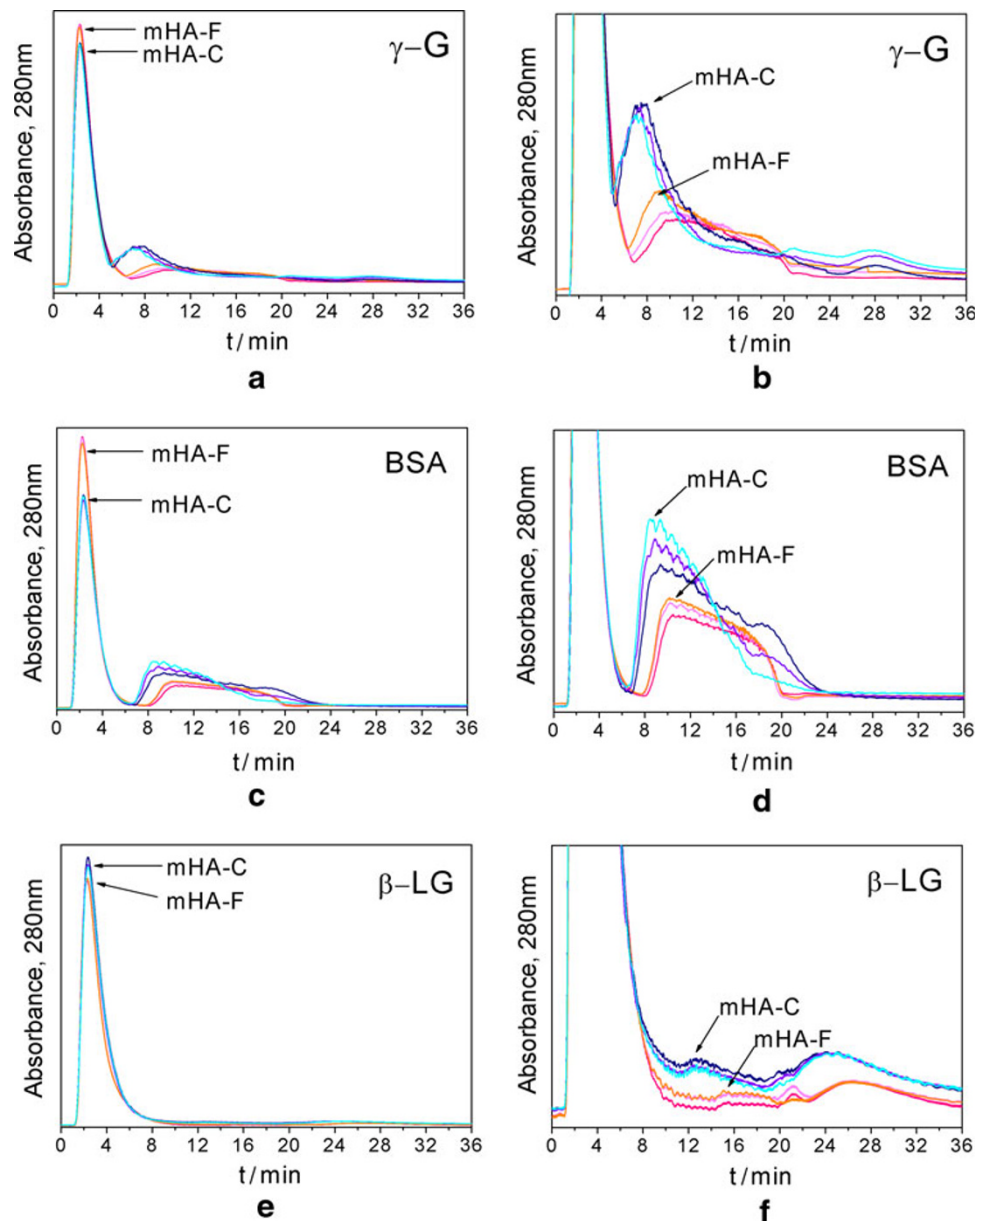 mHA-F
mHA-C
γ–G
Absorbance, 280nm
0 4 8 12 16 20 24 28 32 36
t / min
a
mHA-C
mHA-F
γ–G
Absorbance, 280nm
0 4 8 12 16 20 24 28 32 36
t / min
b
mHA-F
mHA-C
BSA
Absorbance, 280nm
0 4 8 12 16 20 24 28 32 36
t / min
c
mHA-C
mHA-F
BSA
Absorbance, 280nm
0 4 8 12 16 20 24 28 32 36
t / min
d
mHA-C
mHA-F
β–LG
Absorbance, 280nm
0 4 8 12 16 20 24 28 32 36
t / min
e
mHA-C
mHA-F
β–LG
Absorbance, 280nm
0 4 8 12 16 20 24 28 32 36
t / min
f